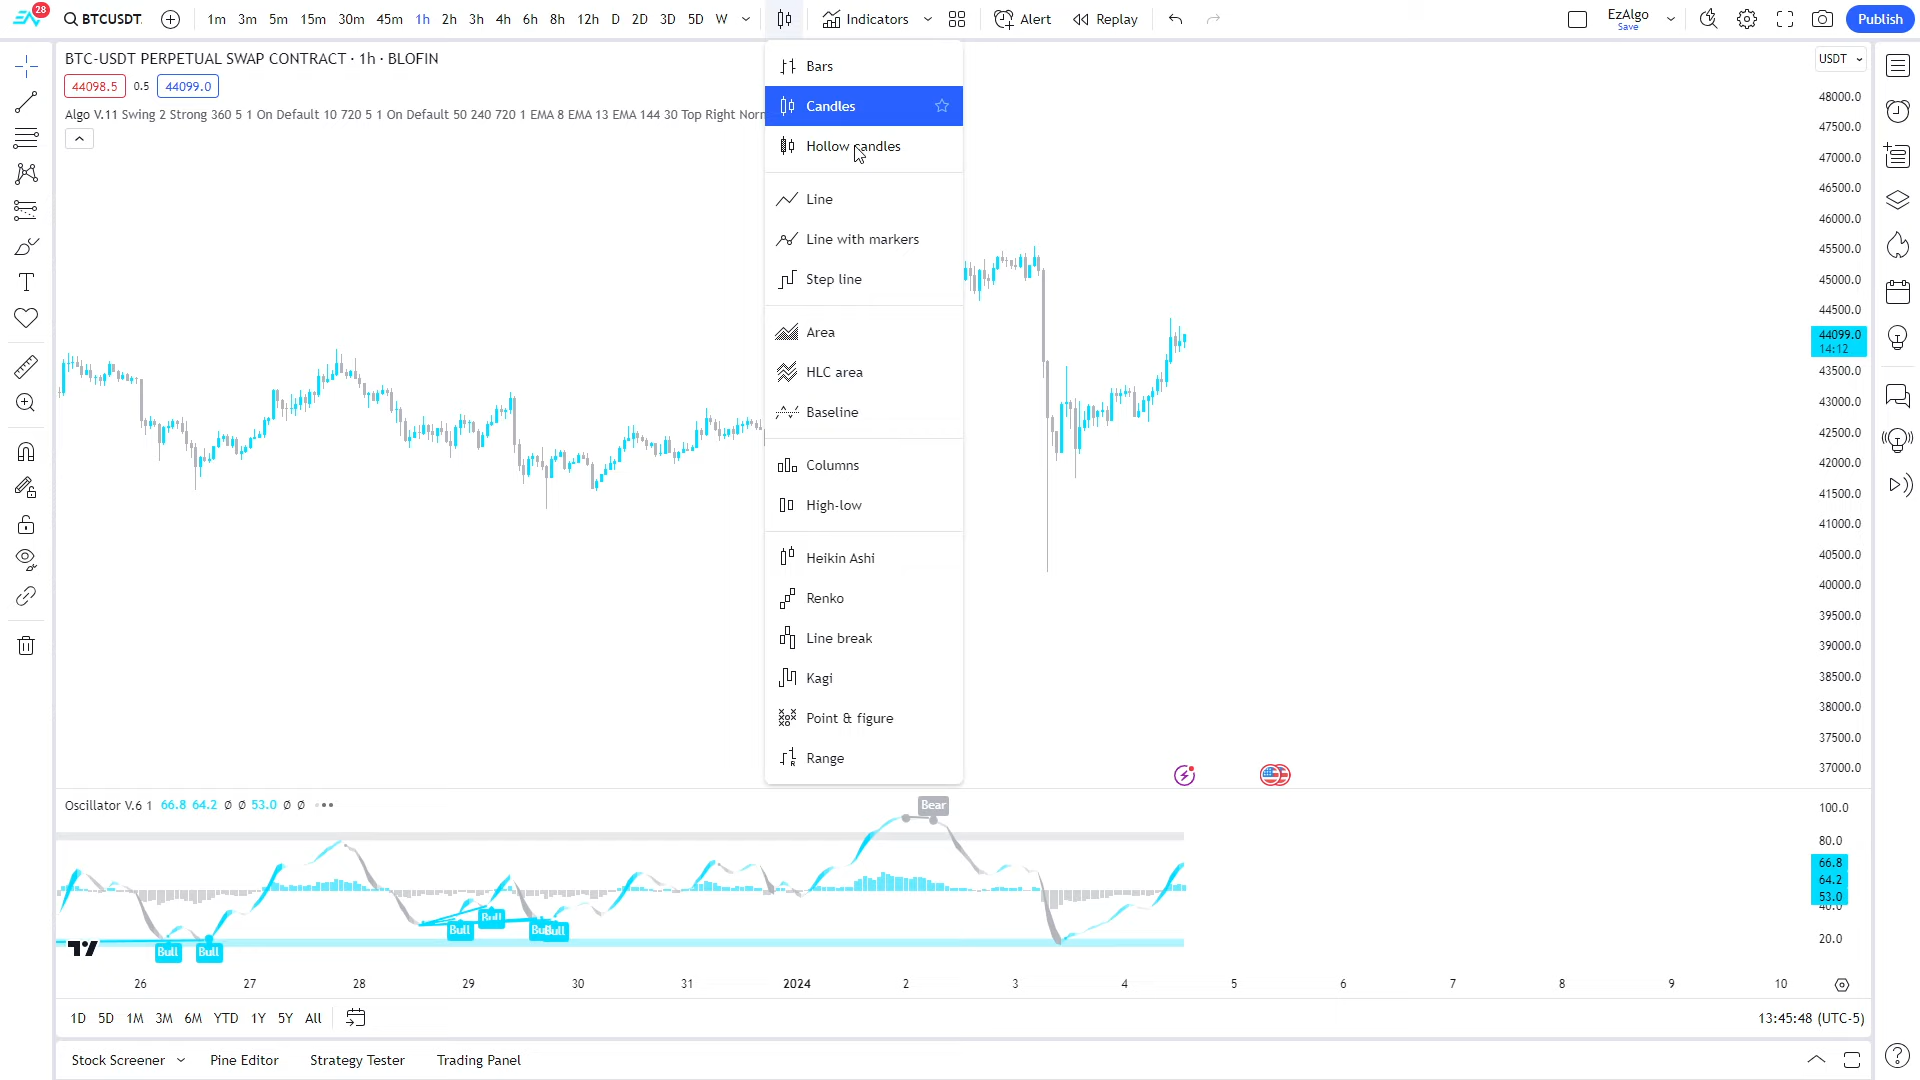 28
BTCUSDT.
1m 3m 5m 15m 30m 45m 1h 2h 3h 4h 6h 8h 12h D 2D 3D 5D W
Indicators
Alert
Replay
EzAlgo
Save
Publish
BTC-USDT PERPETUAL SWAP CONTRACT · 1h · BLOFIN
44098.5 0.5 44099.0
Algo V.11 Swing 2 Strong 360 5 1 On Default 10 720 5 1 On Default 50 240 720 1 EMA 8 EMA 13 EMA 144 30 Top Right Norm
Bars
Candles
Hollow candles
Line
Line with markers
Step line
Area
HLC area
Baseline
Columns
High-low
Heikin Ashi
Renko
Line break
Kagi
Point & figure
Range
USDT
48000.0
47500.0
47000.0
46500.0
46000.0
45500.0
45000.0
44500.0
44099.0
14:12
43500.0
43000.0
42500.0
42000.0
41500.0
41000.0
40500.0
40000.0
39500.0
39000.0
38500.0
38000.0
37500.0
37000.0
Oscillator V.6 1 66.8 64.2 Ø Ø 53.0 Ø Ø
Bear
Bull
Bull
Bull
Bull
Bull
Bull
100.0
80.0
66.8
64.2
53.0
40.0
20.0
26 27 28 29 30 31 2024 2 3 4 5 6 7 8 9 10
1D 5D 1M 3M 6M YTD 1Y 5Y All
13:45:48 (UTC-5)
Stock Screener
Pine Editor
Strategy Tester
Trading Panel